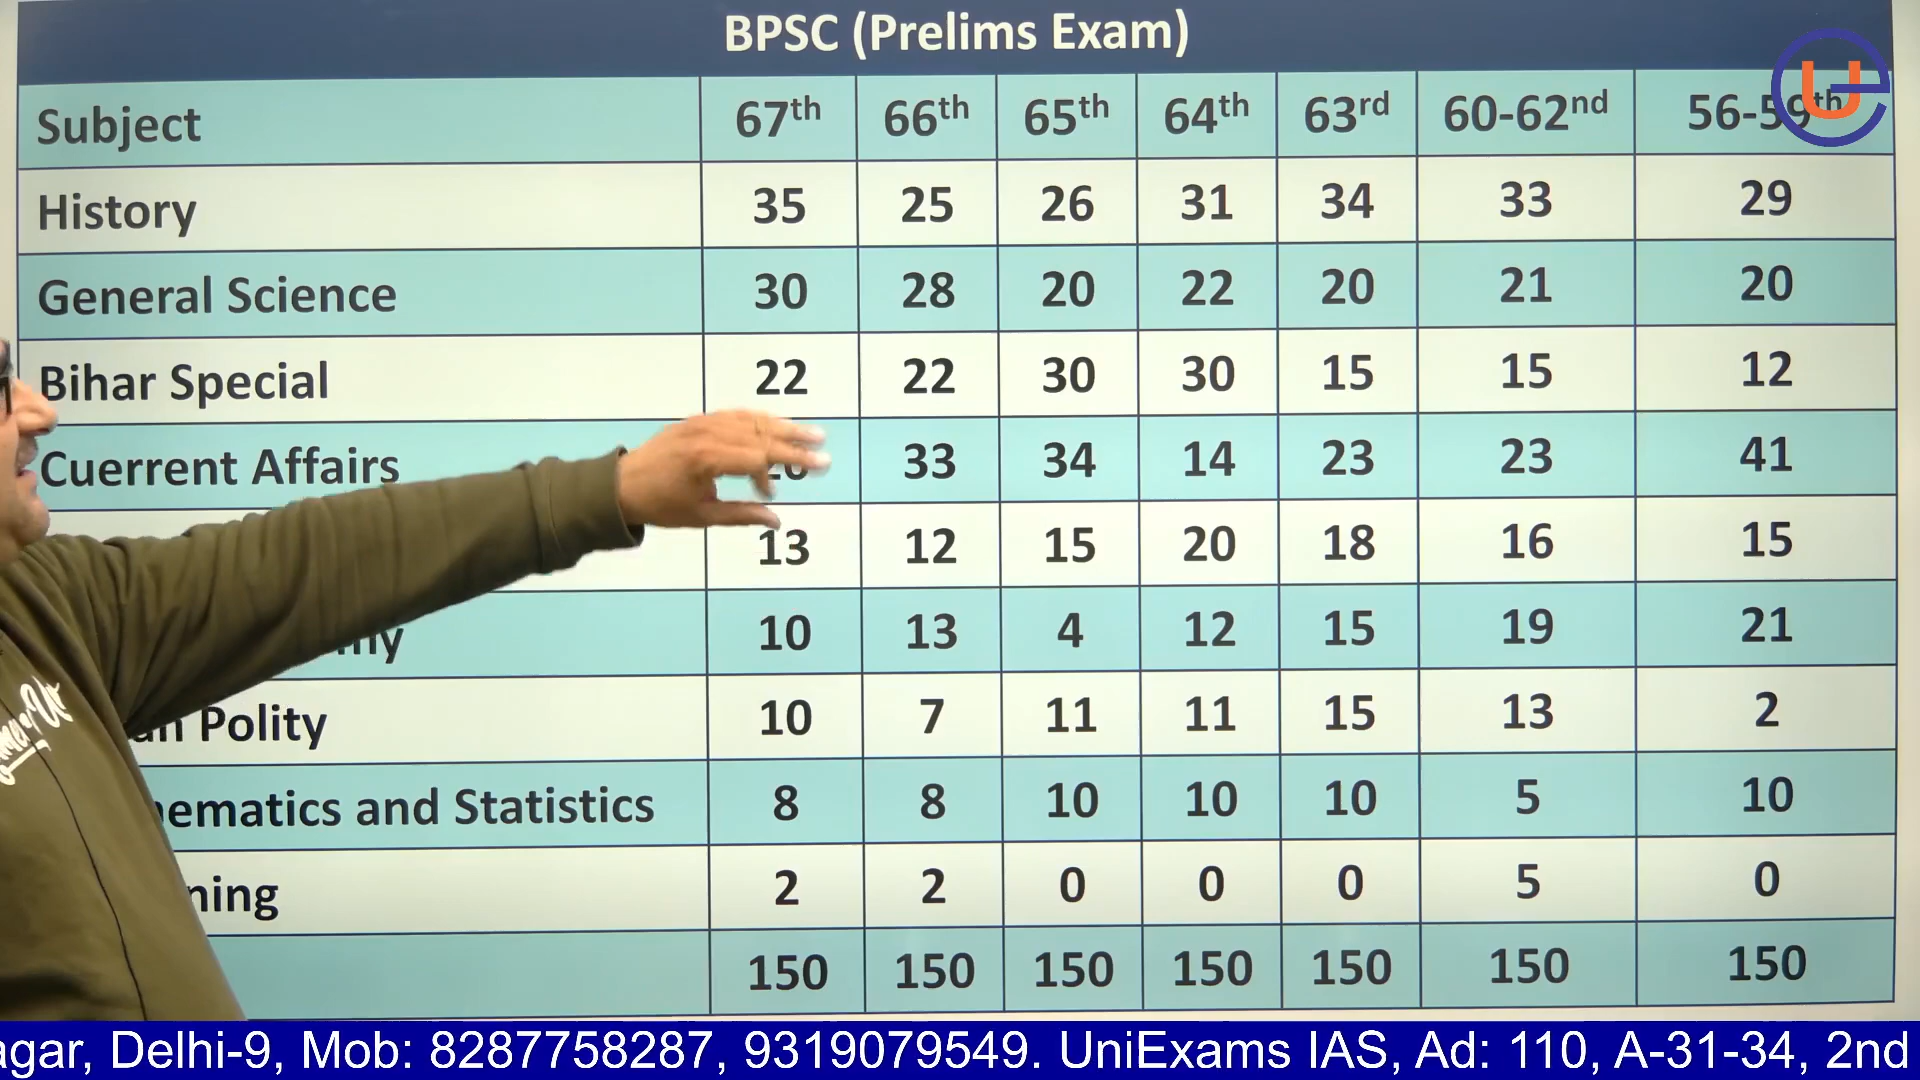 BPSC (Prelims Exam)
Subject 67th 66th 65th 64th 63rd 60-62nd 56-59th
History 35 25 26 31 34 33 29
General Science 30 28 20 22 20 21 20
Bihar Special 22 22 30 30 15 15 12
Cuerrent Affairs 33 34 14 23 23 41
13 12 15 20 18 16 15
10 13 4 12 15 19 21
Polity 10 7 11 11 15 13 2
and Statistics 8 8 10 10 10 5 10
2 2 0 0 0 5 0
150 150 150 150 150 150 150
Delhi-9, Mob: 8287758287, 9319079549. UniExams IAS, Ad: 110, A-31-34, 2nd